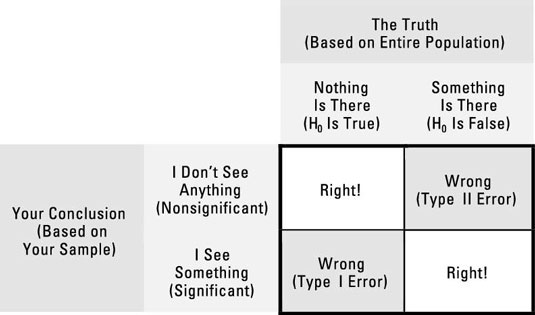 The Truth
(Based on Entire Population)
Nothing
Is There
(H₀ Is True)
Something
Is There
(H₀ Is False)
Your Conclusion
(Based on
Your Sample)
I Don't See
Anything
(Nonsignificant)
Right!
Wrong
(Type II Error)
I See
Something
(Significant)
Wrong
(Type I Error)
Right!